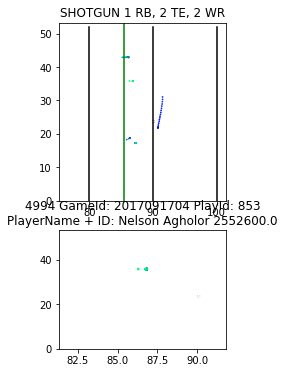 SHOTGUN 1 RB, 2 TE, 2 WR
50
40
30
20
10
0
80 90 100
4994 GameId: 2017091704 PlayId: 853
PlayerName + ID: Nelson Agholor 2552600.0
40
20
0
82.5 85.0 87.5 90.0